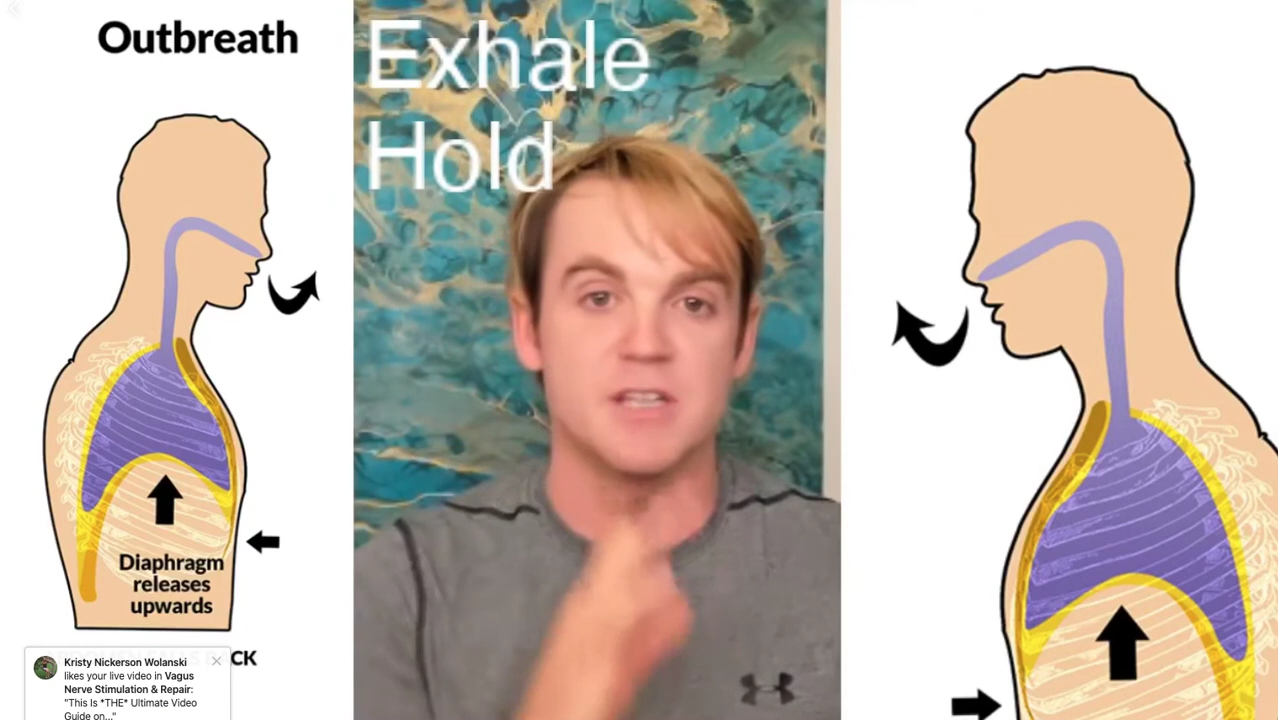 Outbreath
Exhale
Hold
Diaphragm
releases
upwards
CK
Kristy Nickerson Wolanski
likes your live video in Vagus
Nerve Stimulation & Repair:
"This Is *THE* Ultimate Video
Guide on..."